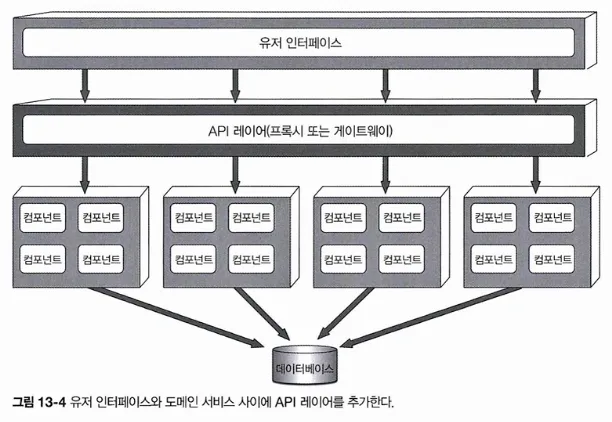 유저 인터페이스
API 레이어(프록시 또는 게이트웨이)
컴포넌트 컴포넌트 컴포넌트 컴포넌트 컴포넌트 컴포넌트 컴포넌트 컴포넌트
컴포넌트 컴포넌트 컴포넌트 컴포넌트 컴포넌트 컴포넌트 컴포넌트 컴포넌트
데이터베이스
그림 13-4 유저 인터페이스와 도메인 서비스 사이에 API 레이어를 추가한다.